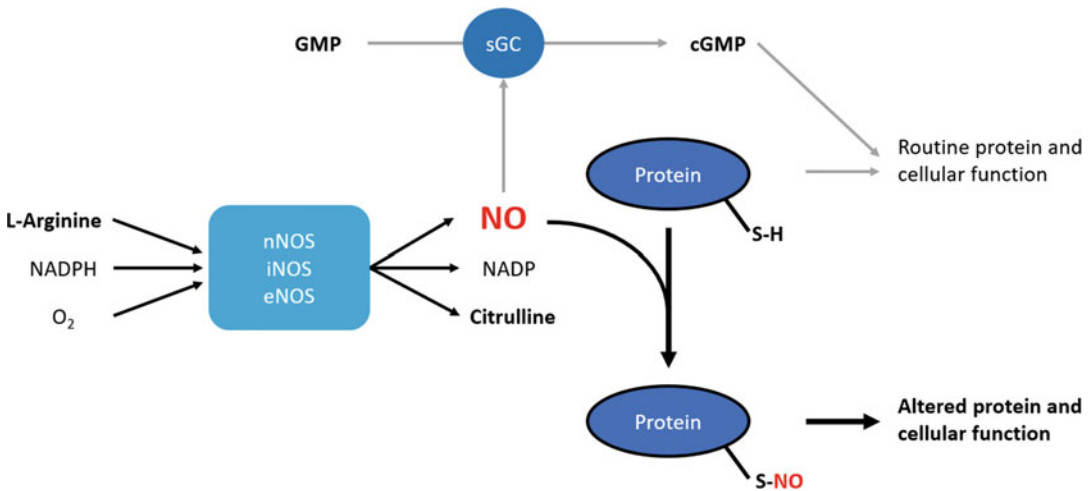 GMP
sGC
cGMP
Routine protein and
cellular function
Protein
S-H
L-Arginine
NADPH
O₂
nNOS
iNOS
eNOS
NO
NADP
Citrulline
Protein
S-NO
Altered protein and
cellular function